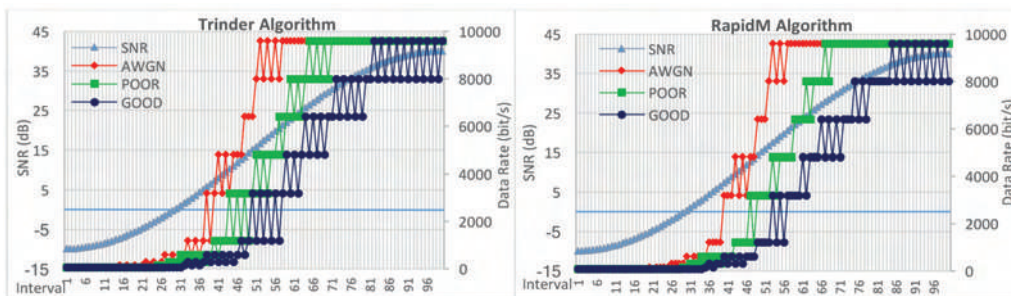 Trinder Algorithm
45
35
25
15
5
-5
-15
SNR (dB)
SNR
AWGN
POOR
GOOD
10000
8000
6000
4000
2000
0
Data Rate (bit/s)
Interval
1 6 11 16 21 26 31 36 41 46 51 56 61 66 71 76 81 86 91 96
RapidM Algorithm
45
35
25
15
5
-5
-15
SNR (dB)
SNR
AWGN
POOR
GOOD
10000
8000
6000
4000
2000
0
Data Rate (bit/s)
Interval
1 6 11 16 21 26 31 36 41 46 51 56 61 66 71 76 81 86 91 96